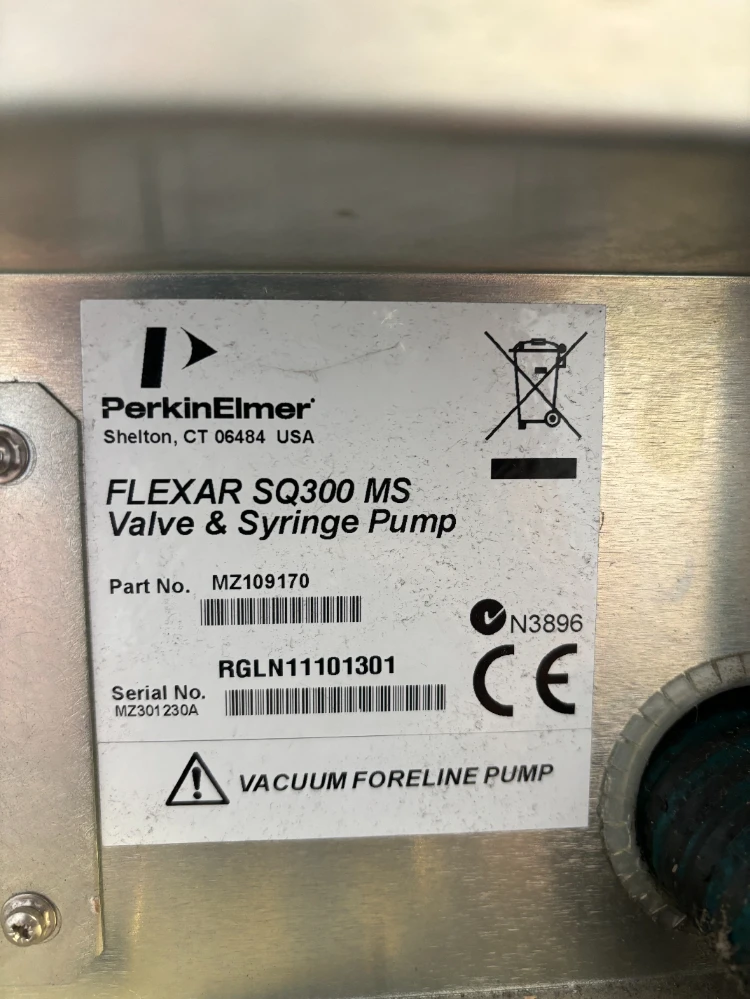 PerkinElmer
Shelton, CT 06484 USA
FLEXAR SQ300 MS
Valve & Syringe Pump
Part No. MZ109170
N3896
RGLN11101301
Serial No.
MZ301230A
CE
VACUUM FORELINE PUMP